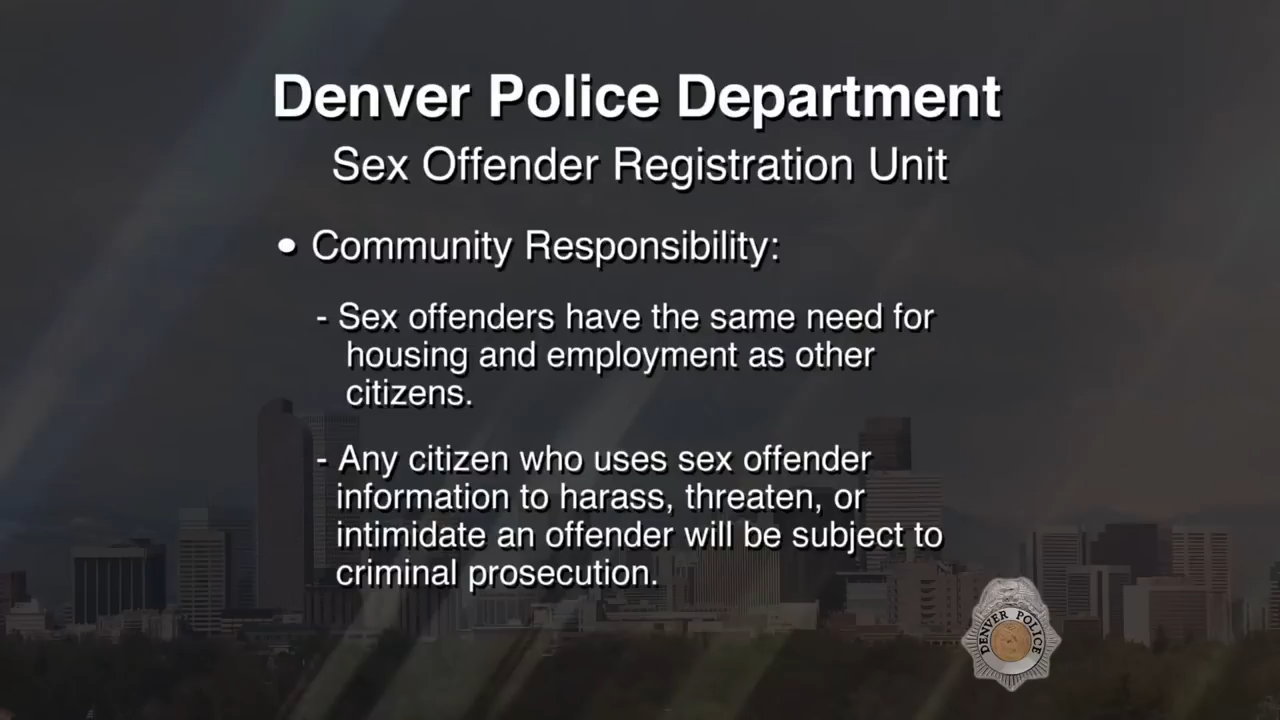 Denver Police Department
Sex Offender Registration Unit
• Community Responsibility:
- Sex offenders have the same need for
housing and employment as other
citizens.
- Any citizen who uses sex offender
information to harass, threaten, or
intimidate an offender will be subject to
criminal prosecution.
DENVER POLICE